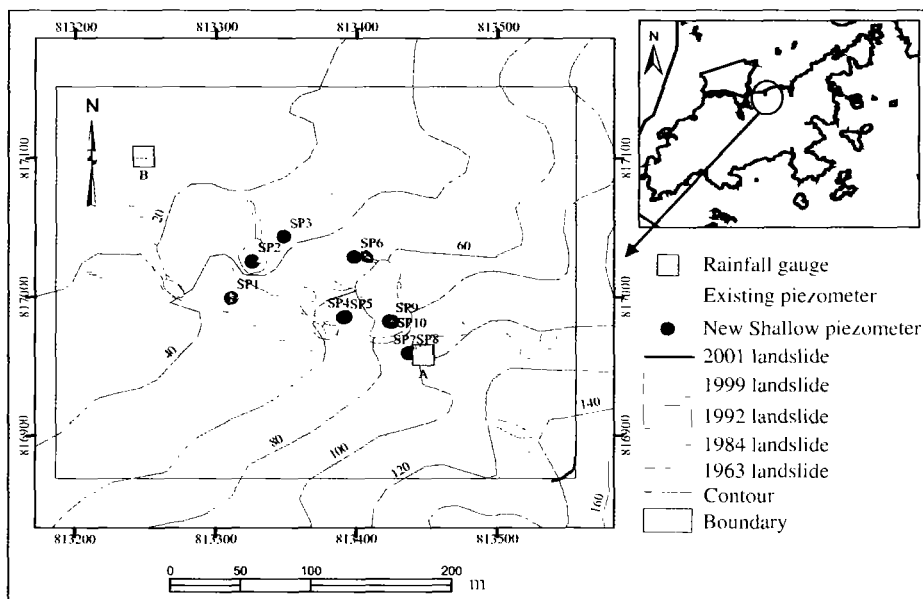 813200
813300
813400
813500
N
N
817100
817100
B
20
SP3
SP2
SP6
60
SP1
817000
817000
SP4SP5
SP9
SP10
SP7SP8
A
40
140
816900
816900
80
100
120
160
813200
813300
813400
813500
0 50 100 200
m
Rainfall gauge
Existing piezometer
New Shallow piezometer
2001 landslide
1999 landslide
1992 landslide
1984 landslide
1963 landslide
Contour
Boundary